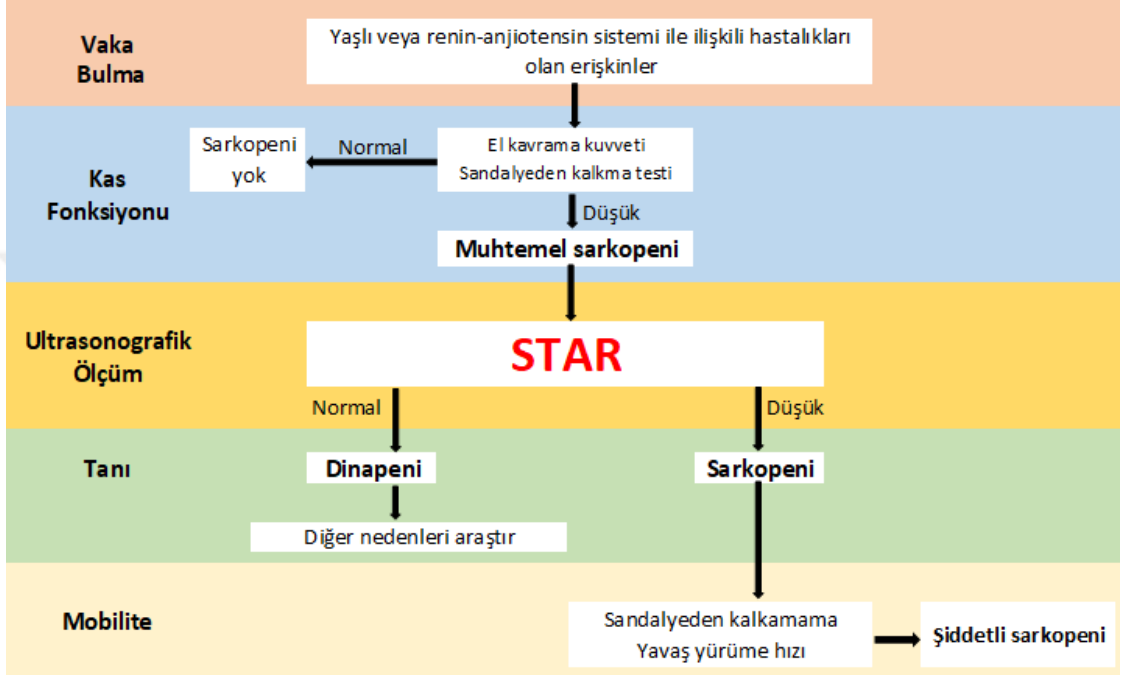 Vaka
Bulma
Yaşlı veya renin-anjiotensin sistemi ile ilişkili hastalıkları
olan erişkinler
Kas
Fonksiyonu
Sarkopeni
yok
Normal
El kavrama kuvveti
Sandalyeden kalkma testi
Düşük
Muhtemel sarkopeni
Ultrasonografik
Ölçüm
STAR
Normal
Düşük
Tanı
Dinapeni
Sarkopeni
Diğer nedenleri araştır
Mobilite
Sandalyeden kalkamama
Yavaş yürüme hızı
Şiddetli sarkopeni